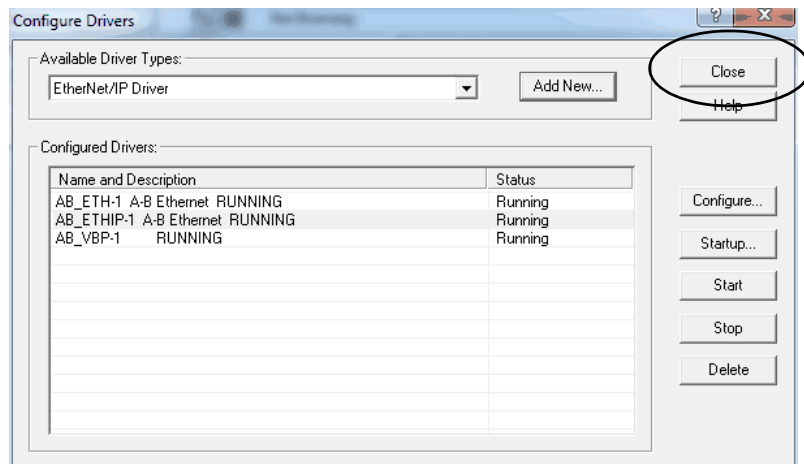 Configure Drivers
?
X
Available Driver Types:
EtherNet/IP Driver
Add New...
Close
Help
Configured Drivers:
Name and Description Status
AB_ETH-1 A-B Ethernet RUNNING Running
AB_ETHIP-1 A-B Ethernet RUNNING Running
AB_VBP-1 RUNNING Running
Configure...
Startup...
Start
Stop
Delete